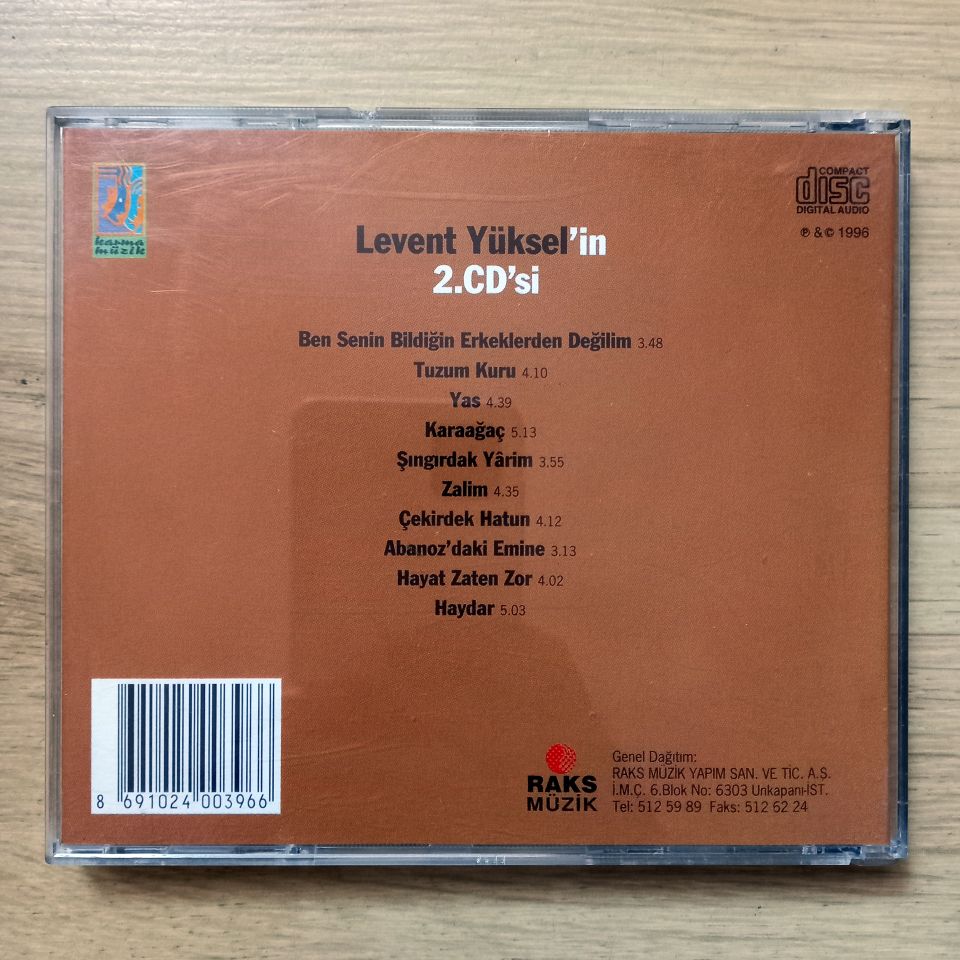 karma
müzik
COMPACT
disc
DIGITAL AUDIO
℗ & © 1996
Levent Yüksel'in
2.CD'si
Ben Senin Bildiğin Erkeklerden Değilim 3.48
Tuzum Kuru 4.10
Yas 4.39
Karaağaç 5.13
Şıngırdak Yârim 3.55
Zalim 4.35
Çekirdek Hatun 4.12
Abanoz'daki Emine 3.13
Hayat Zaten Zor 4.02
Haydar 5.03
8 691024 003966
RAKS
MÜZİK
Genel Dağıtım:
RAKS MÜZİK YAPIM SAN. VE TİC. A.Ş.
İ.M.Ç. 6.Blok No: 6303 Unkapanı-İST.
Tel: 512 59 89 Faks: 512 62 24